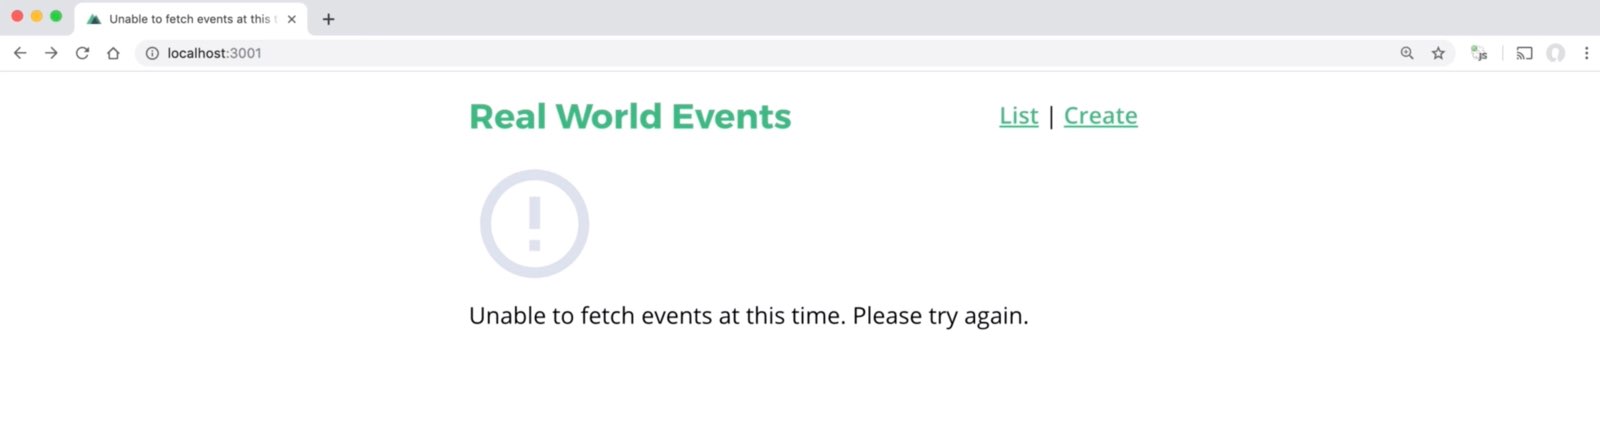 Unable to fetch events at this t
localhost:3001
JS
Real World Events
List | Create
Unable to fetch events at this time. Please try again.